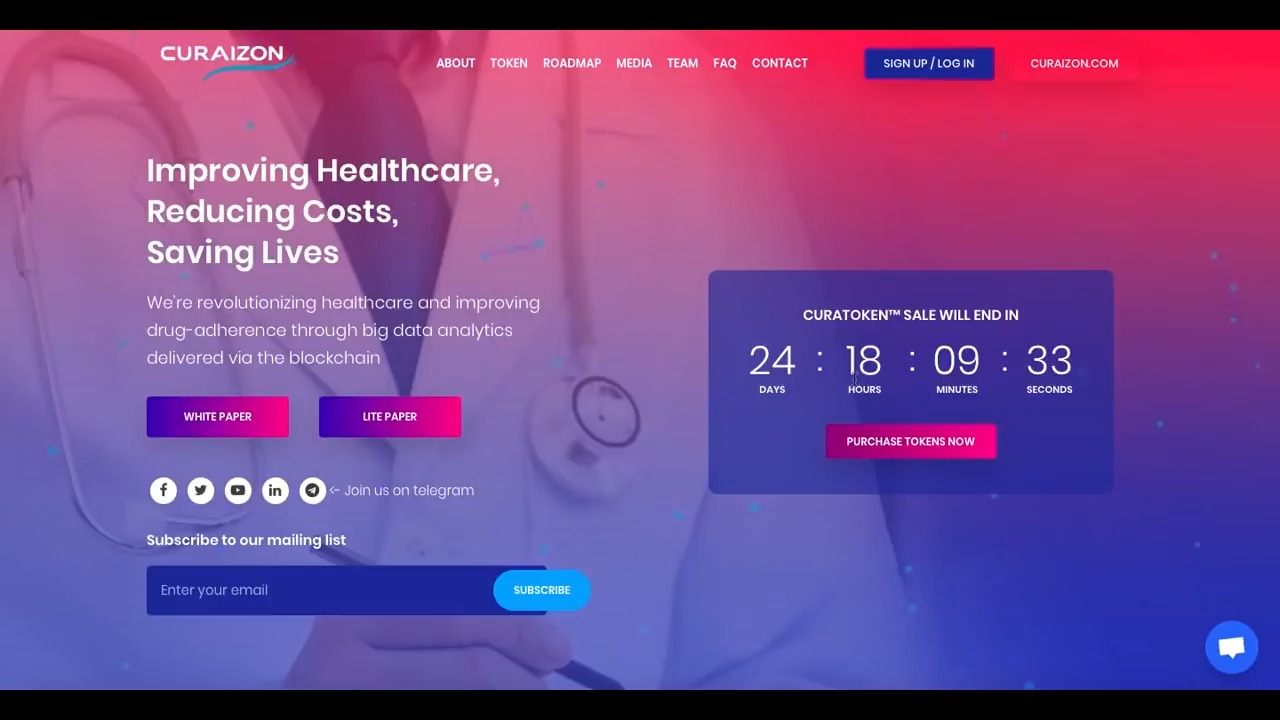 CURAIZON
ABOUT TOKEN ROADMAP MEDIA TEAM FAQ CONTACT
SIGN UP / LOG IN
CURAIZON.COM
Improving Healthcare,
Reducing Costs,
Saving Lives
We're revolutionizing healthcare and improving
drug-adherence through big data analytics
delivered via the blockchain
WHITE PAPER
LITE PAPER
<- Join us on telegram
Subscribe to our mailing list
Enter your email
SUBSCRIBE
CURATOKEN™ SALE WILL END IN
24 : 18 : 09 : 33
DAYS HOURS MINUTES SECONDS
PURCHASE TOKENS NOW